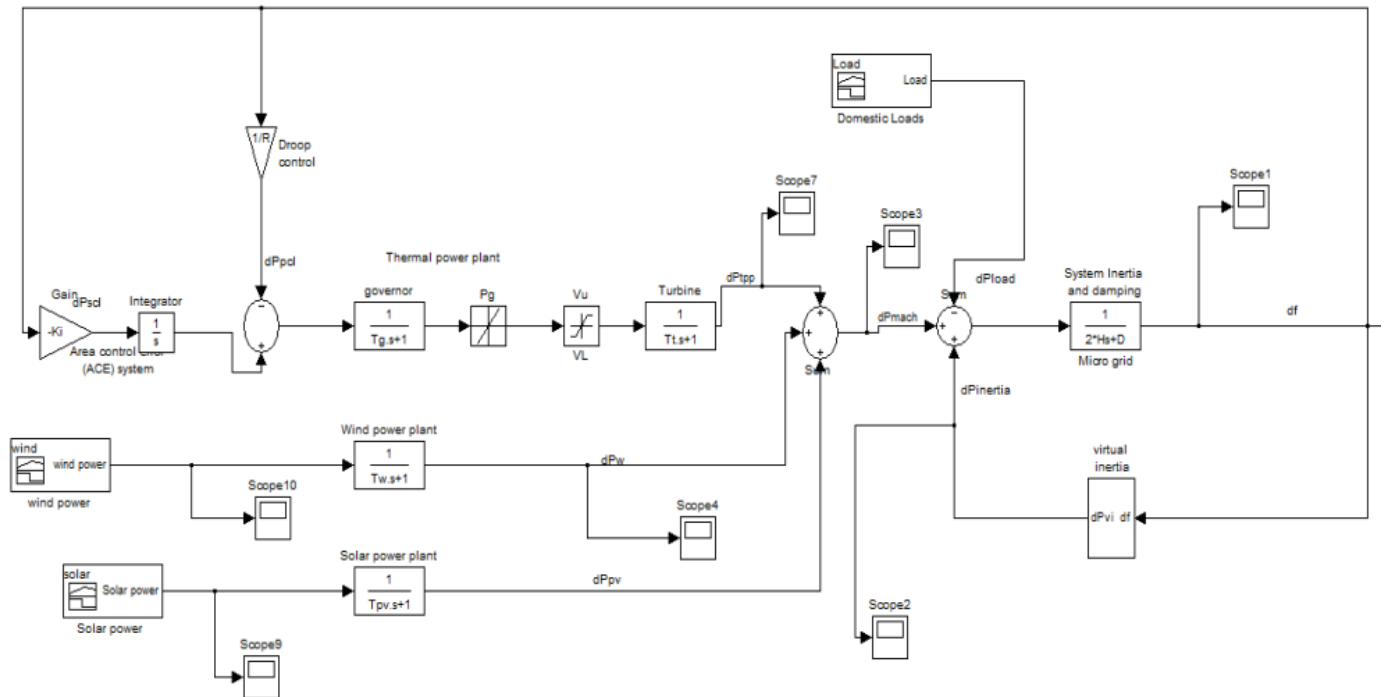 Load
Load
Domestic Loads
1/R
Droop
control
Scope7
Scope1
Scope3
dPpcl
Thermal power plant
dPtpp
dPload
System Inertia
and damping
Gain
dPscl
Integrator
-
governor
Pg
Vu
Turbine
+
Sum
-
-Ki
1
s
1
Tg.s+1
1
Tt.s+1
+
dPmach
+
1
2*Hs+D
df
Area control Error
(ACE) system
+
VL
+
Sum
+
Micro grid
dPinertia
Wind power plant
wind
wind power
1
Tw.s+1
dPw
virtual
inertia
wind power
Scope10
Scope4
dPvi df
Solar power plant
solar
Solar power
1
Tpv.s+1
dPpv
Scope2
Solar power
Scope9